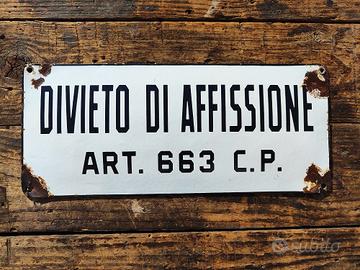 DIVIETO DI AFFISSIONE
ART. 663 C.P.
subito